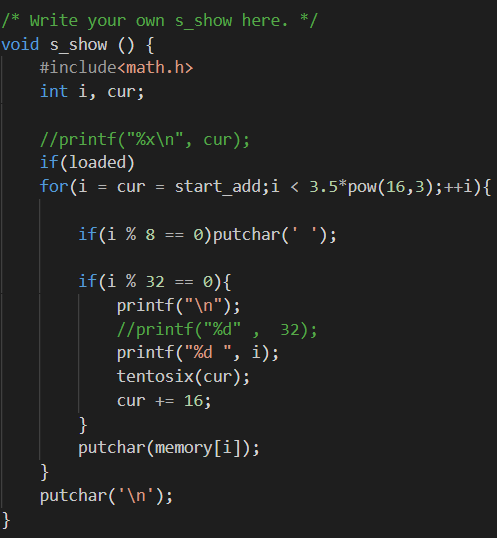 /* Write your own s_show here. */
void s_show () {
#include<math.h>
int i, cur;
//printf("%x\n", cur);
if(loaded)
for(i = cur = start_add;i < 3.5*pow(16,3);++i){
if(i % 8 == 0)putchar(' ');
if(i % 32 == 0){
printf("\n");
//printf("%d" ,  32);
printf("%d ", i);
tentosix(cur);
cur += 16;
}
putchar(memory[i]);
}
putchar('\n');
}